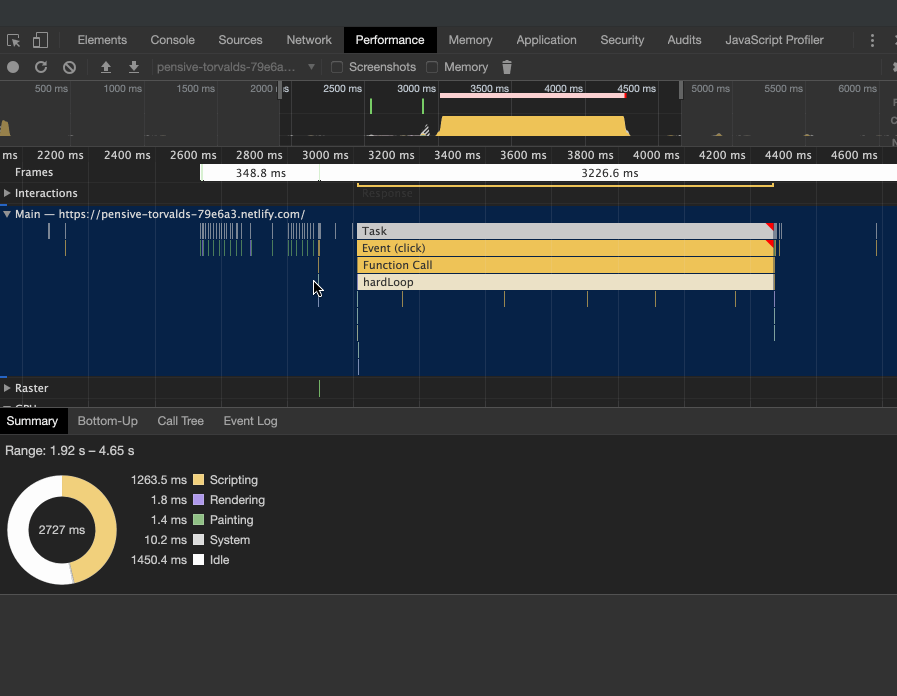 Elements Console Sources Network Performance Memory Application Security Audits JavaScript Profiler
pensive-torvalds-79e6a... Screenshots Memory
500 ms 1000 ms 1500 ms 2000 ms 2500 ms 3000 ms 3500 ms 4000 ms 4500 ms 5000 ms 5500 ms 6000 ms
ms 2200 ms 2400 ms 2600 ms 2800 ms 3000 ms 3200 ms 3400 ms 3600 ms 3800 ms 4000 ms 4200 ms 4400 ms 4600 ms
Frames 348.8 ms 3226.6 ms
Interactions Response
Main — https://pensive-torvalds-79e6a3.netlify.com/
Task
Event (click)
Function Call
hardLoop
Raster
Summary Bottom-Up Call Tree Event Log
Range: 1.92 s – 4.65 s
1263.5 ms Scripting
1.8 ms Rendering
1.4 ms Painting
2727 ms
10.2 ms System
1450.4 ms Idle